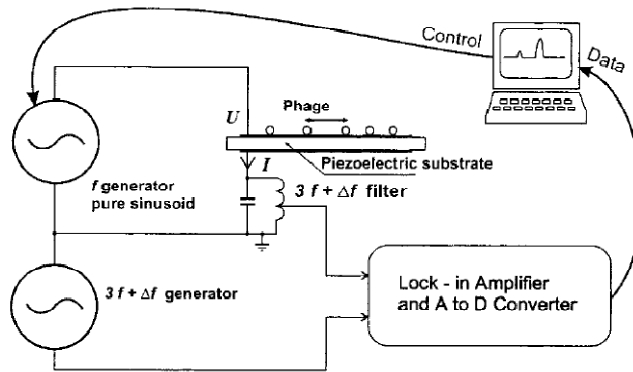 Control
Data
Phage
U
Piezoelectric substrate
I
f generator
pure sinusoid
3 f + Δf filter
3 f + Δf generator
Lock - in Amplifier
and A to D Converter